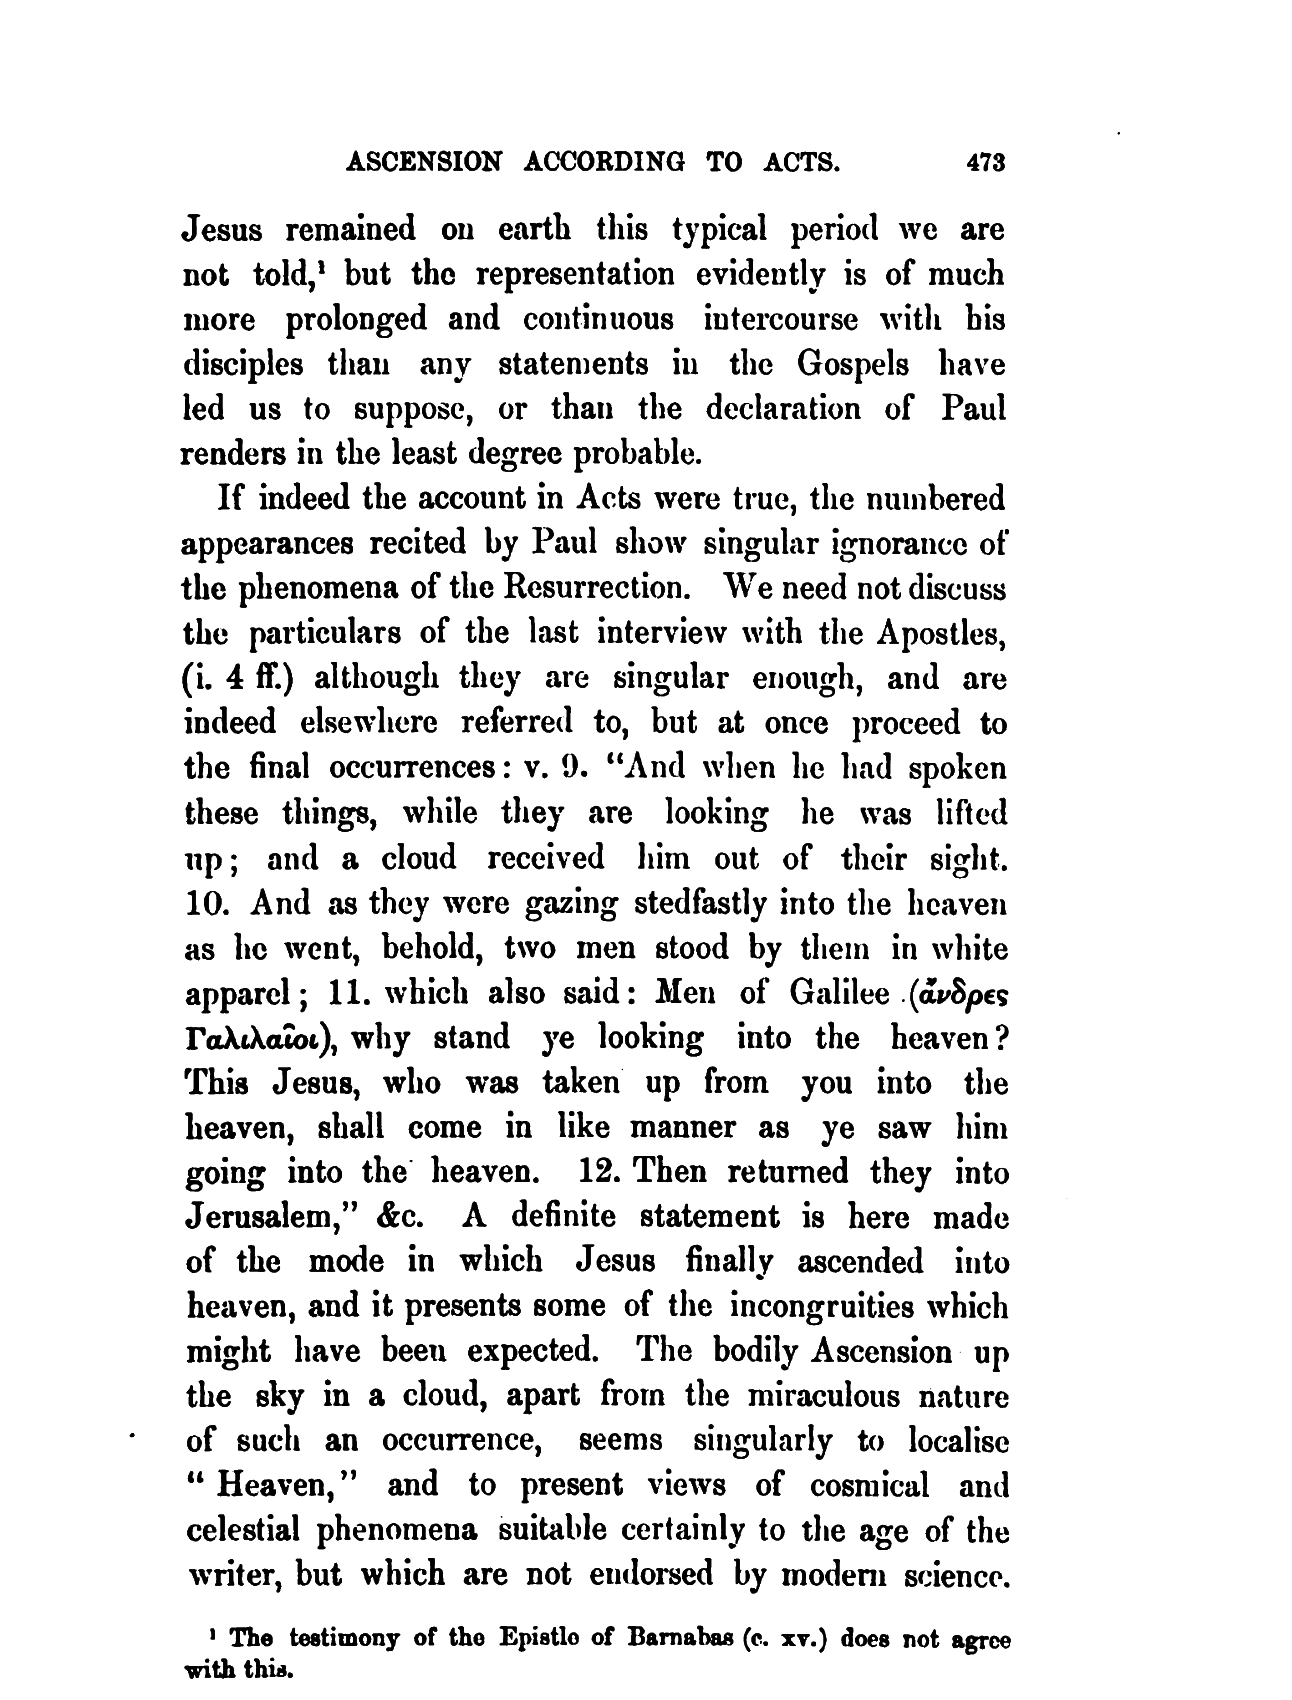 ASCENSION ACCORDING TO ACTS. 473
Jesus remained on earth this typical period we are
not told,¹ but the representation evidently is of much
more prolonged and continuous intercourse with his
disciples than any statements in the Gospels have
led us to suppose, or than the declaration of Paul
renders in the least degree probable.
If indeed the account in Acts were true, the numbered
appearances recited by Paul show singular ignorance of
the phenomena of the Resurrection. We need not discuss
the particulars of the last interview with the Apostles,
(i. 4 ff.) although they are singular enough, and are
indeed elsewhere referred to, but at once proceed to
the final occurrences: v. 9. “And when he had spoken
these things, while they are looking he was lifted
up; and a cloud received him out of their sight.
10. And as they were gazing stedfastly into the heaven
as he went, behold, two men stood by them in white
apparel; 11. which also said: Men of Galilee (ἄνδρες
Γαλιλαῖοι), why stand ye looking into the heaven?
This Jesus, who was taken up from you into the
heaven, shall come in like manner as ye saw him
going into the heaven. 12. Then returned they into
Jerusalem,” &c. A definite statement is here made
of the mode in which Jesus finally ascended into
heaven, and it presents some of the incongruities which
might have been expected. The bodily Ascension up
the sky in a cloud, apart from the miraculous nature
of such an occurrence, seems singularly to localise
“Heaven,” and to present views of cosmical and
celestial phenomena suitable certainly to the age of the
writer, but which are not endorsed by modern science.
¹ The testimony of the Epistle of Barnabas (c. xv.) does not agree
with this.